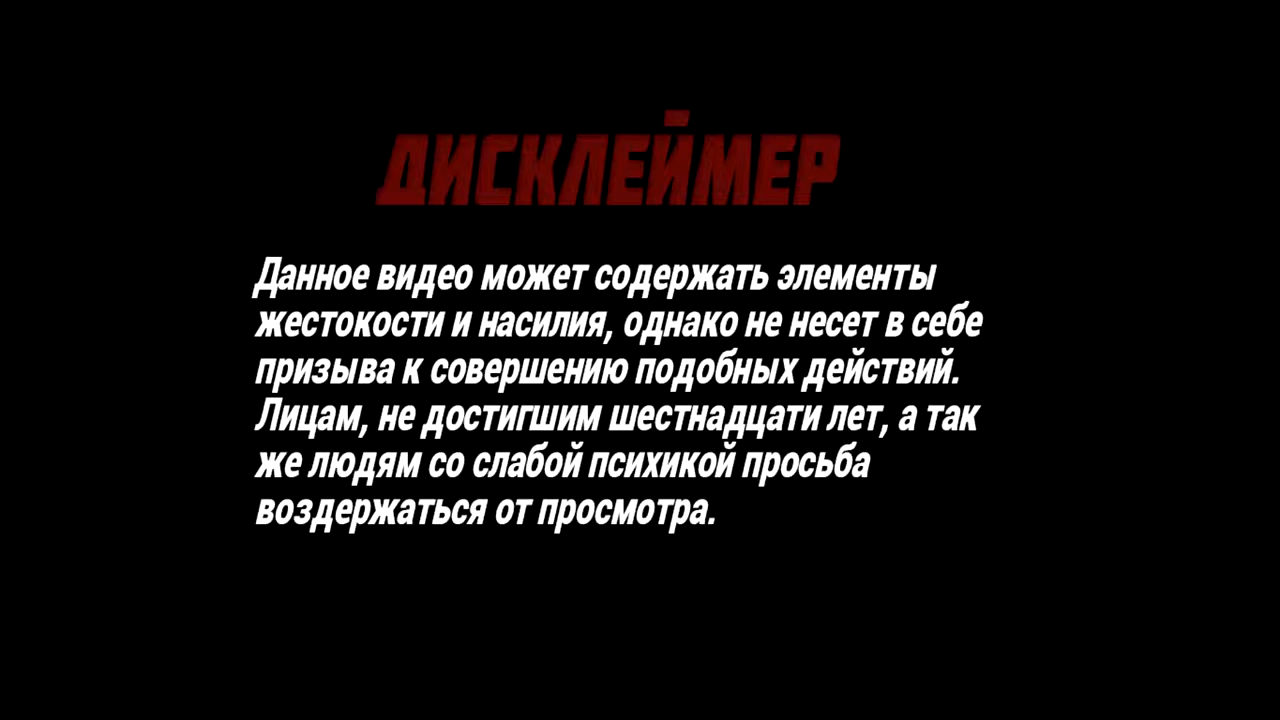 ДИСКЛЕЙМЕР
Данное видео может содержать элементы
жестокости и насилия, однако не несет в себе
призыва к совершению подобных действий.
Лицам, не достигшим шестнадцати лет, а так
же людям со слабой психикой просьба
воздержаться от просмотра.